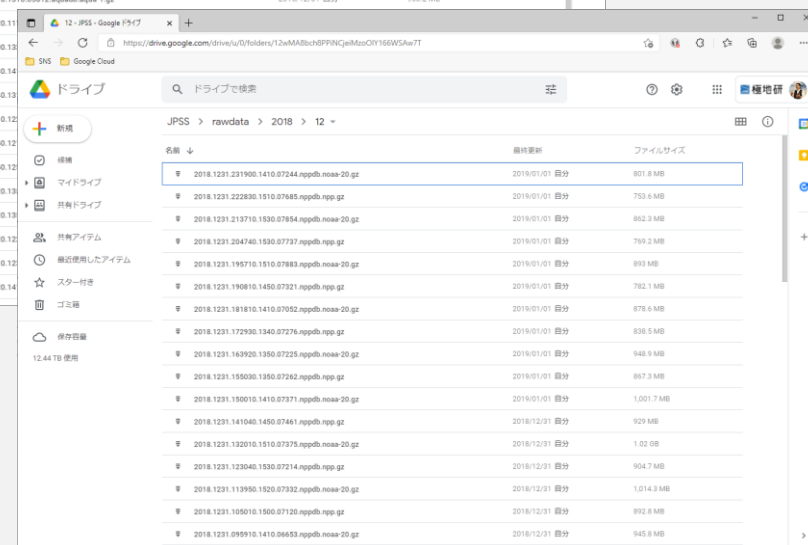 12 - JPSS - Google ドライブ
https://drive.google.com/drive/u/0/folders/12wMA8bch8PPiNCjeiMzoOlY166WSAw7T
SNS Google Cloud
ドライブ
ドライブで検索
極地研
新規
JPSS > rawdata > 2018 > 12
候補
マイドライブ
共有ドライブ
共有アイテム
最近使用したアイテム
スター付き
ゴミ箱
保存容量
12.44 TB 使用
名前 最終更新 ファイルサイズ
2018.1231.231900.1410.07244.nppdb.noaa-20.gz 2019/01/01 自分 801.8 MB
2018.1231.222830.1510.07685.nppdb.npp.gz 2019/01/01 自分 753.6 MB
2018.1231.213710.1530.07854.nppdb.noaa-20.gz 2019/01/01 自分 862.3 MB
2018.1231.204740.1530.07737.nppdb.npp.gz 2019/01/01 自分 769.2 MB
2018.1231.195710.1510.07883.nppdb.noaa-20.gz 2019/01/01 自分 893 MB
2018.1231.190810.1450.07321.nppdb.npp.gz 2019/01/01 自分 782.1 MB
2018.1231.181810.1410.07052.nppdb.noaa-20.gz 2019/01/01 自分 878.6 MB
2018.1231.172930.1340.07276.nppdb.npp.gz 2019/01/01 自分 838.5 MB
2018.1231.163920.1350.07225.nppdb.noaa-20.gz 2019/01/01 自分 948.9 MB
2018.1231.155030.1350.07262.nppdb.npp.gz 2019/01/01 自分 867.3 MB
2018.1231.150010.1410.07371.nppdb.noaa-20.gz 2019/01/01 自分 1,001.7 MB
2018.1231.141040.1450.07461.nppdb.npp.gz 2018/12/31 自分 929 MB
2018.1231.132010.1510.07375.nppdb.noaa-20.gz 2018/12/31 自分 1.02 GB
2018.1231.123040.1530.07214.nppdb.npp.gz 2018/12/31 自分 904.7 MB
2018.1231.113950.1520.07332.nppdb.noaa-20.gz 2018/12/31 自分 1,014.3 MB
2018.1231.105010.1500.07120.nppdb.npp.gz 2018/12/31 自分 892.8 MB
2018.1231.095910.1410.06653.nppdb.noaa-20.gz 2018/12/31 自分 945.8 MB